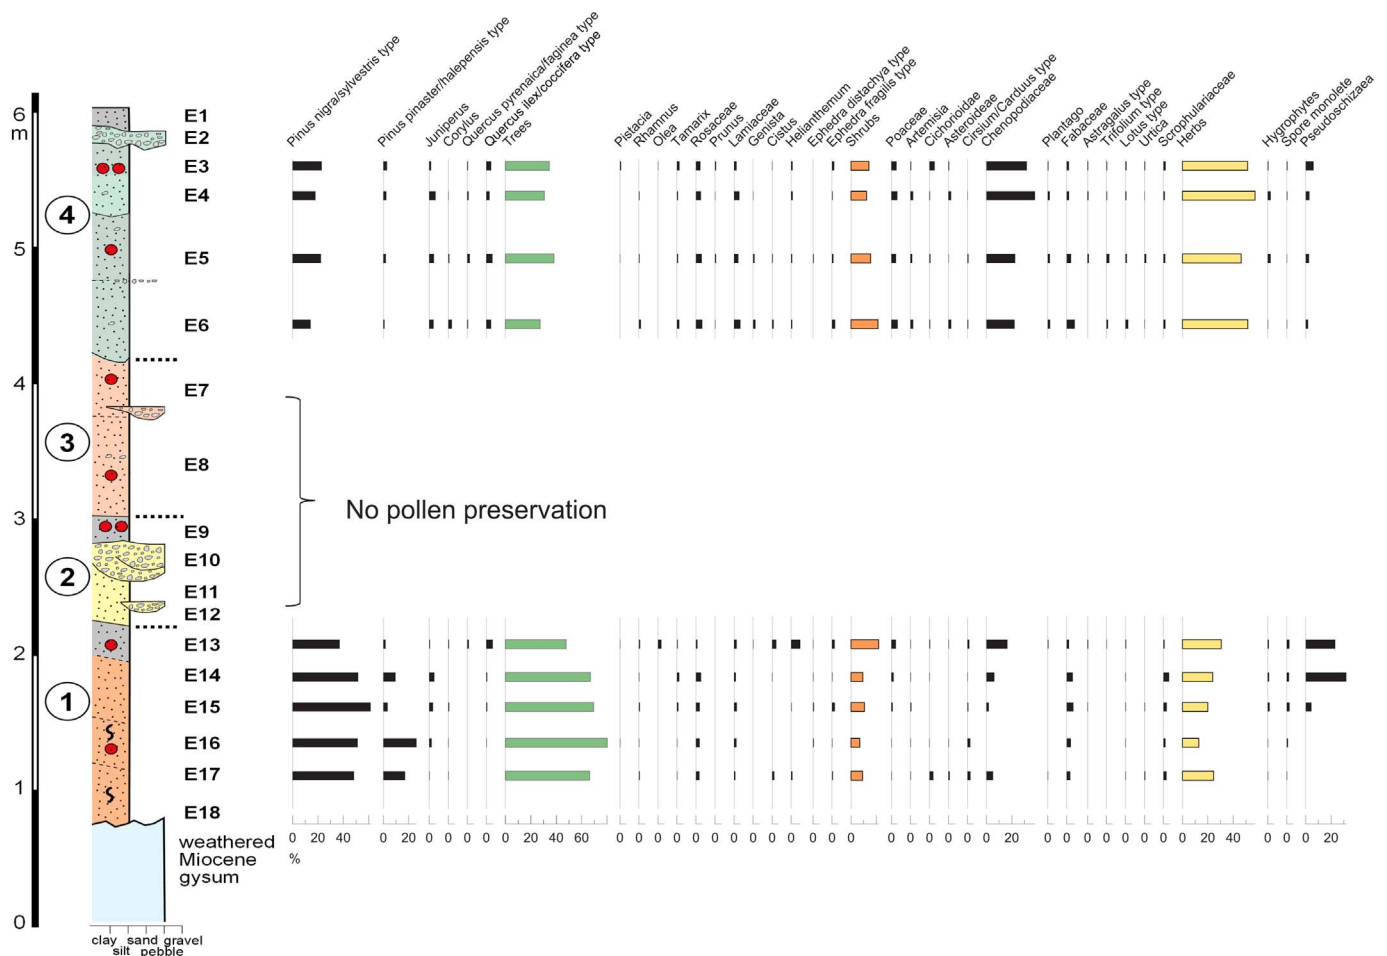 Pinus nigra/sylvestris type
Pinus pinaster/halepensis type
Juniperus
Corylus
Quercus pyrenaica/faginea type
Quercus ilex/coccifera type
Trees
Pistacia
Rhamnus
Olea
Tamarix
Rosaceae
Prunus
Lamiaceae
Genista
Cistus
Helianthemum
Ephedra distachya type
Ephedra fragilis type
Shrubs
Poaceae
Artemisia
Cichorioidae
Asteroideae
Cirsium/Carduus type
Chenopodiaceae
Plantago
Fabaceae
Astragalus type
Trifolium type
Lotus type
Urtica
Scrophulariaceae
Herbs
Hygrophytes
Spore monolete
Pseudoschizaea
6
m
5
4
3
2
1
0
4
3
2
1
E1
E2
E3
E4
E5
E6
E7
E8
E9
E10
E11
E12
E13
E14
E15
E16
E17
E18
No pollen preservation
weathered
Miocene
gysum
clay sand gravel
silt pebble
0 20 40 0 20 0 0 0 0 0 20 40 60 0 0 0 0 0 0 0 0 0 0 0 0 0 0 0 0 0 0 0 20 0 0 0 0 0 0 0 0 20 40 0 0 0 20
%